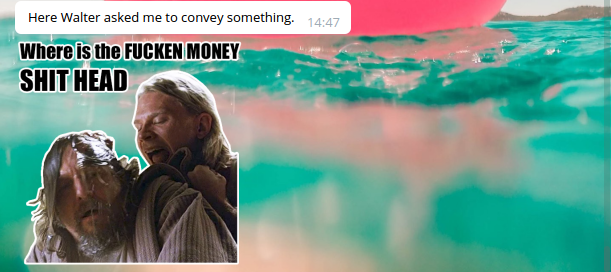 Here Walter asked me to convey something.
14:47
Where is the FUCKEN MONEY
SHIT HEAD